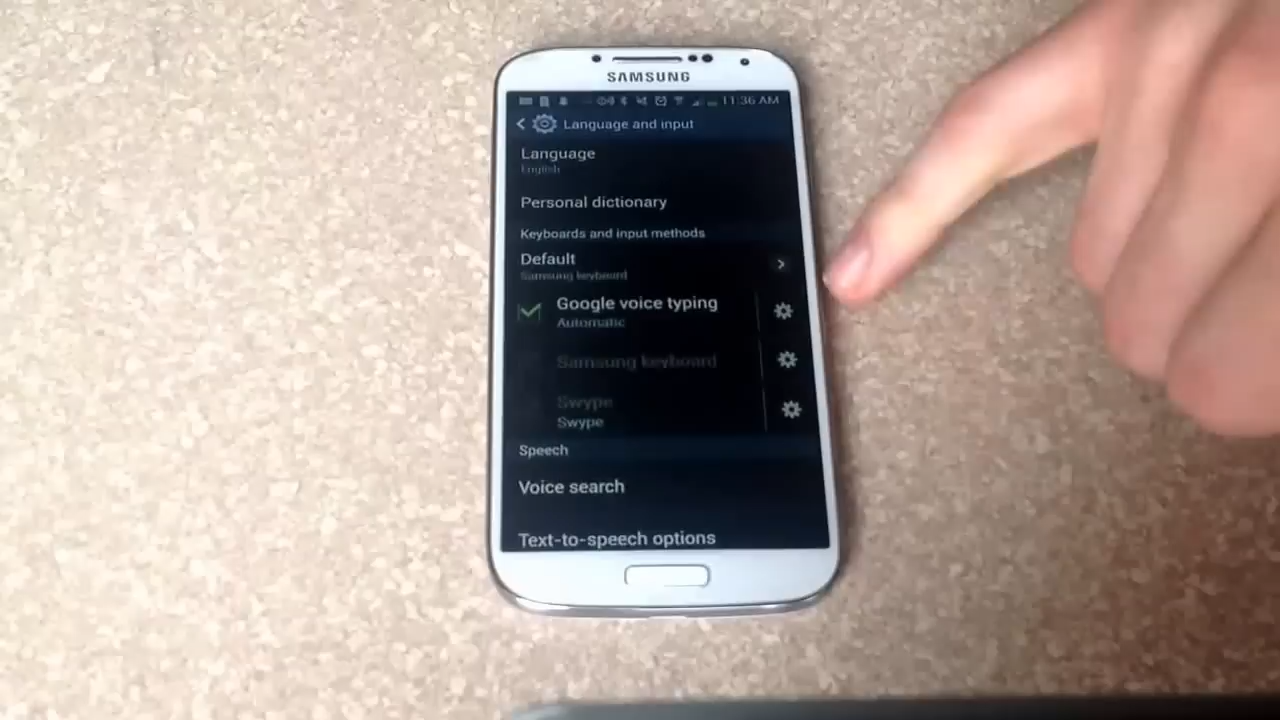 SAMSUNG
11:36 AM
Language and input
Language
English
Personal dictionary
Keyboards and input methods
Default
Samsung keyboard
Google voice typing
Automatic
Samsung keyboard
Swype
Swype
Speech
Voice search
Text-to-speech options